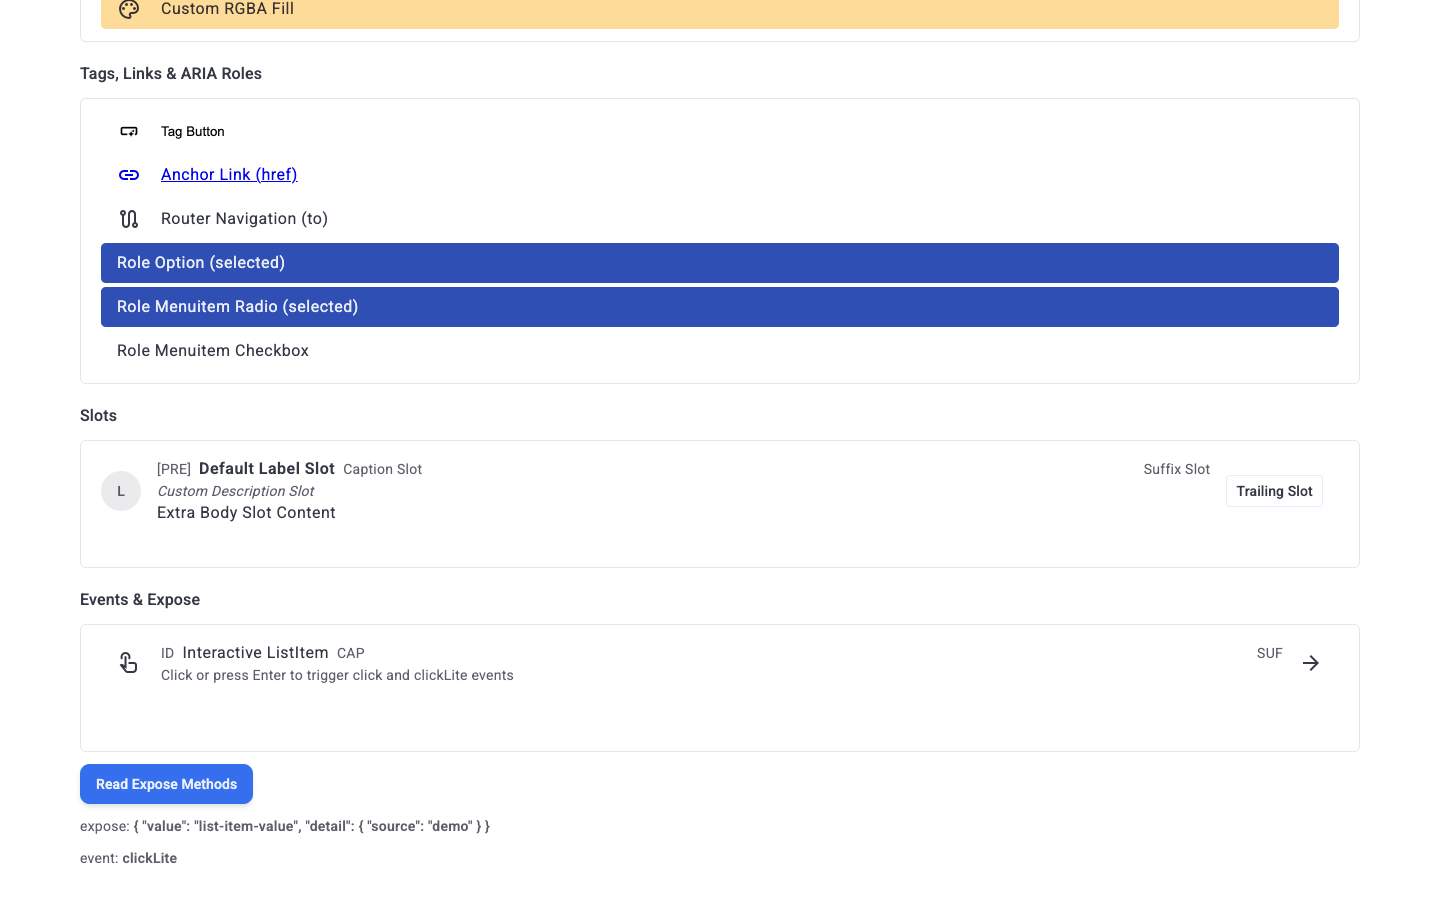 Custom RGBA Fill
Tags, Links & ARIA Roles
Tag Button
Anchor Link (href)
Router Navigation (to)
Role Option (selected)
Role Menuitem Radio (selected)
Role Menuitem Checkbox
Slots
L
[PRE] Default Label Slot Caption Slot
Custom Description Slot
Extra Body Slot Content
Suffix Slot
Trailing Slot
Events & Expose
ID Interactive ListItem CAP
Click or press Enter to trigger click and clickLite events
SUF
Read Expose Methods
expose: { "value": "list-item-value", "detail": { "source": "demo" } }
event: clickLite